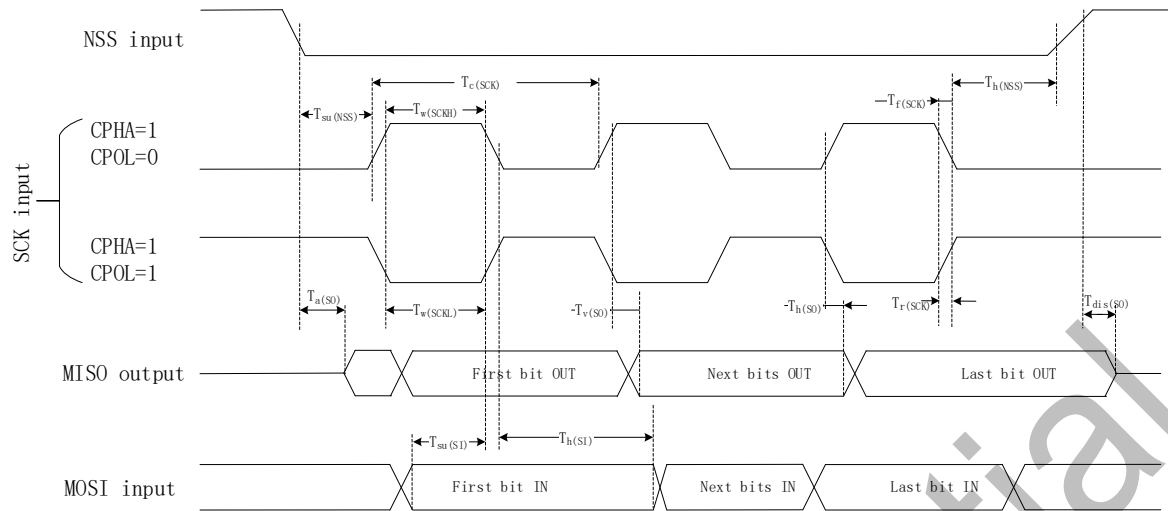 NSS input
Tc(SCK)
Th(NSS)
Tf(SCK)
Tsu(NSS)
Tw(SCKH)
CPHA=1
CPOL=0
SCK input
CPHA=1
CPOL=1
Ta(SO)
Tw(SCKL)
Tv(SO)
Th(SO)
Tr(SCK)
Tdis(SO)
MISO output
First bit OUT
Next bits OUT
Last bit OUT
Tsu(SI)
Th(SI)
MOSI input
First bit IN
Next bits IN
Last bit IN
tial